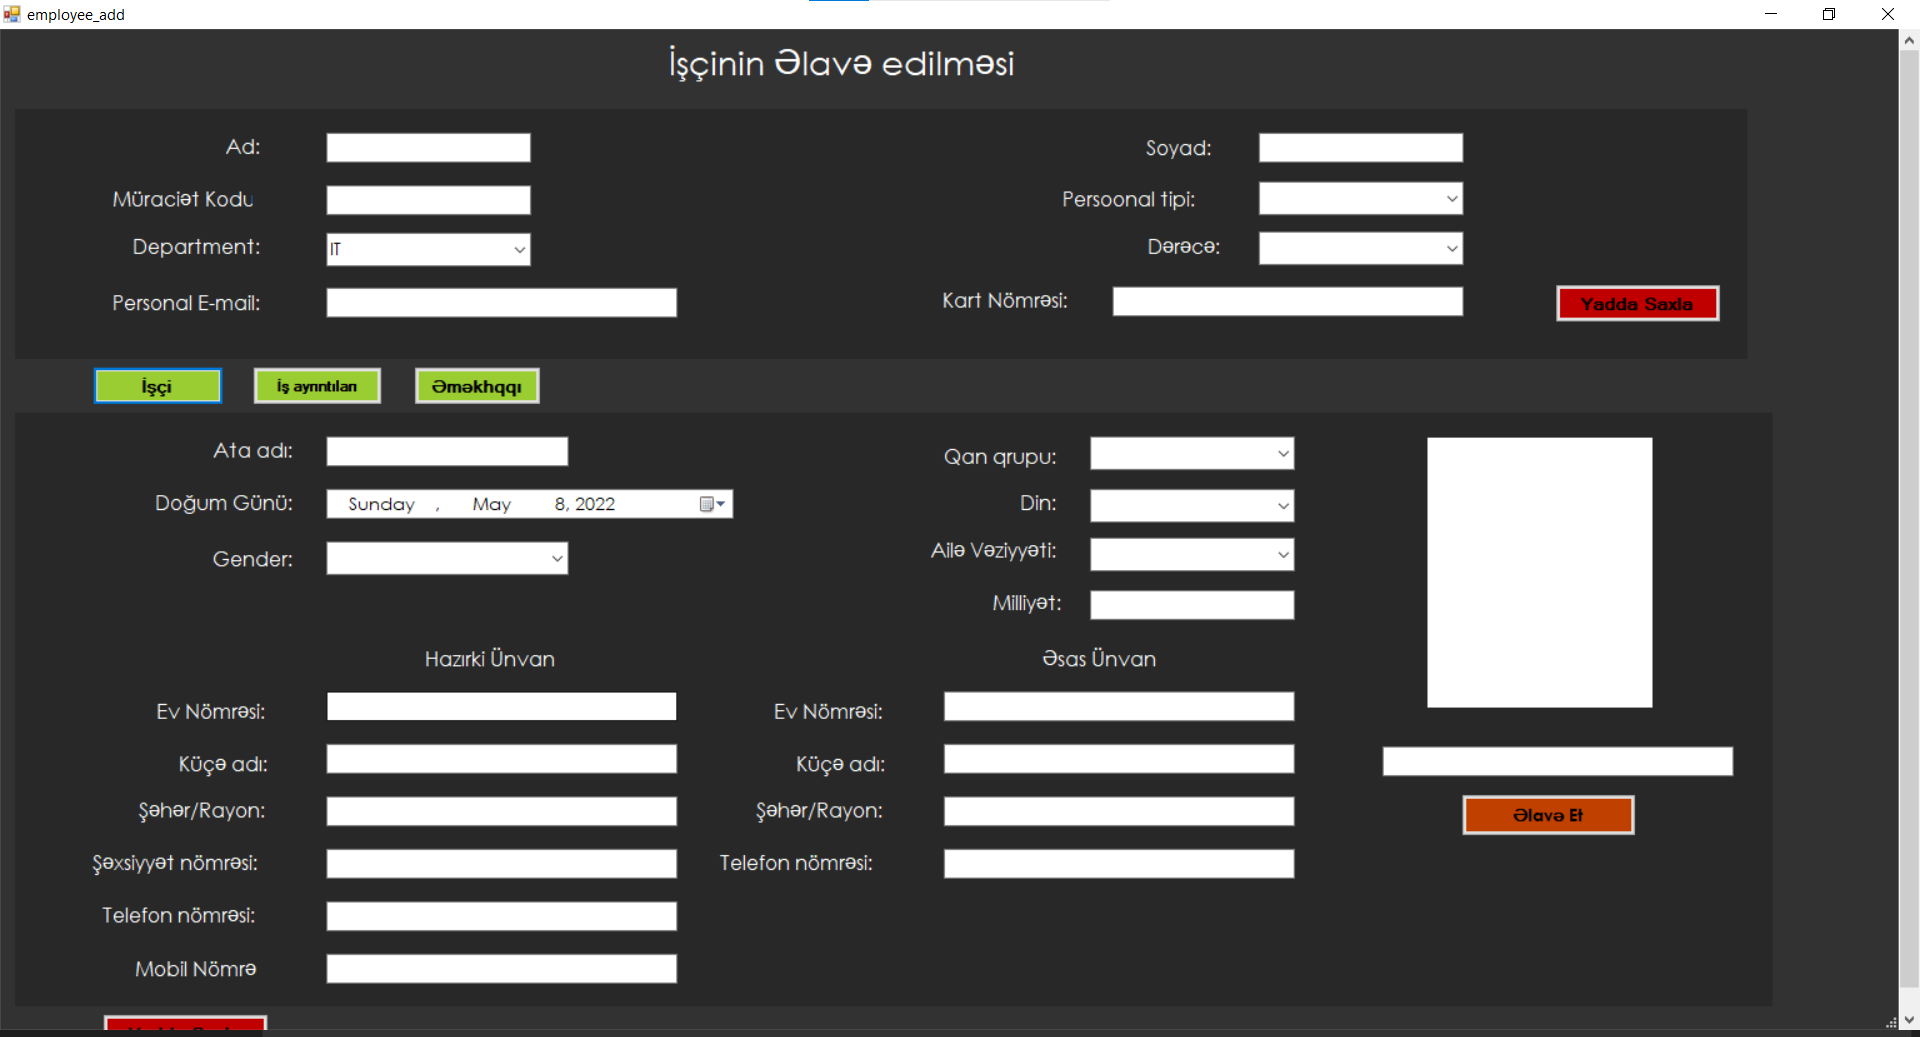 employee_add
İşçinin Əlavə edilməsi
Ad:
Soyad:
Müraciət Kodu
Persoonal tipi:
Department:
IT
Dərəcə:
Personal E-mail:
Kart Nömrəsi:
Yadda Saxla
İşçi
İş ayrıntıları
Əməkhqqı
Ata adı:
Qan qrupu:
Doğum Günü:
Sunday , May 8, 2022
Din:
Gender:
Ailə Vəziyyəti:
Milliyət:
Hazırki Ünvan
Əsas Ünvan
Ev Nömrəsi:
Ev Nömrəsi:
Küçə adı:
Küçə adı:
Şəhər/Rayon:
Şəhər/Rayon:
Əlavə Et
Şəxsiyyət nömrəsi:
Telefon nömrəsi:
Telefon nömrəsi:
Mobil Nömrə